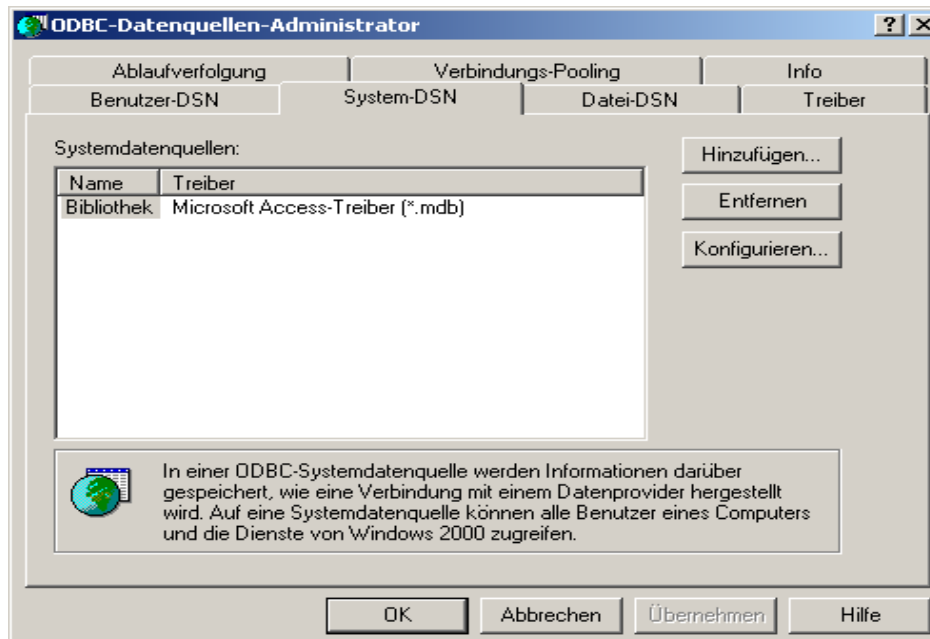 ODBC-Datenquellen-Administrator
Ablaufverfolgung Verbindungs-Pooling Info
Benutzer-DSN System-DSN Datei-DSN Treiber
Systemdatenquellen:
Hinzufügen...
Name Treiber
Bibliothek Microsoft Access-Treiber (*.mdb)
Entfernen
Konfigurieren...
In einer ODBC-Systemdatenquelle werden Informationen darüber
gespeichert, wie eine Verbindung mit einem Datenprovider hergestellt
wird. Auf eine Systemdatenquelle können alle Benutzer eines Computers
und die Dienste von Windows 2000 zugreifen.
OK Abbrechen Übernehmen Hilfe